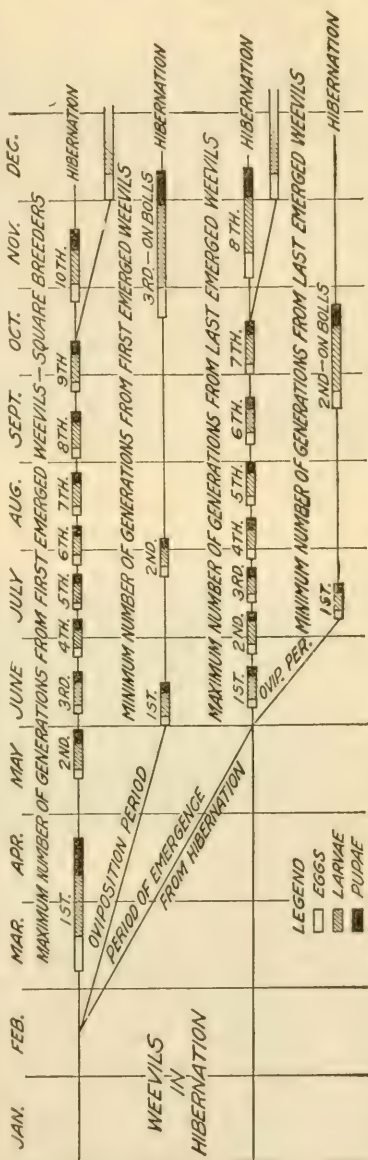 JAN. FEB. MAR. APR. MAY JUNE JULY AUG. SEPT. OCT. NOV. DEC.
MAXIMUM NUMBER OF GENERATIONS FROM FIRST EMERGED WEEVILS—SQUARE BREEDERS
1ST. 2ND. 3RD. 4TH. 5TH. 6TH. 7TH. 8TH. 9TH 10TH. HIBERNATION
OVIPOSITION PERIOD
MINIMUM NUMBER OF GENERATIONS FROM FIRST EMERGED WEEVILS
1ST. 2ND. 3RD.-ON BOLLS HIBERNATION
WEEVILS
IN
HIBERNATION
PERIOD OF EMERGENCE
FROM HIBERNATION
MAXIMUM NUMBER OF GENERATIONS FROM LAST EMERGED WEEVILS
1ST. 2ND. 3RD. 4TH. 5TH. 6TH. 7TH. 8TH. HIBERNATION
OVIP. PER.
MINIMUM NUMBER OF GENERATIONS FROM LAST EMERGED WEEVILS
1ST. 2ND-ON BOLLS HIBERNATION
LEGEND
EGGS
LARVAE
PUPAE